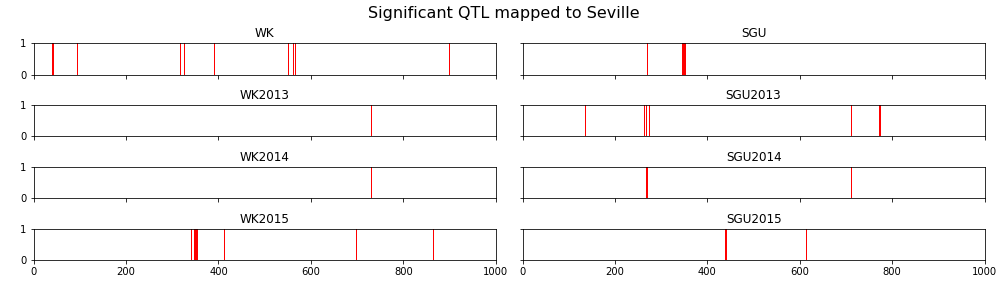 Significant QTL mapped to Seville
WK
SGU
1
0
WK2013
SGU2013
1
0
WK2014
SGU2014
1
0
WK2015
SGU2015
1
0
0 200 400 600 800 1000
0 200 400 600 800 1000